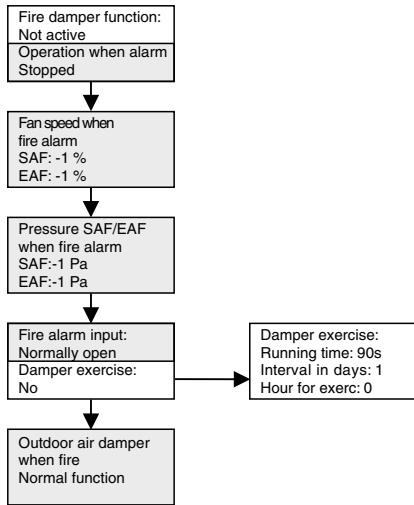 Fire damper function:
Not active
Operation when alarm
Stopped
Fan speed when
fire alarm
SAF: -1 %
EAF: -1 %
Pressure SAF/EAF
when fire alarm
SAF:-1 Pa
EAF:-1 Pa
Fire alarm input:
Normally open
Damper exercise:
No
Damper exercise:
Running time: 90s
Interval in days: 1
Hour for exerc: 0
Outdoor air damper
when fire
Normal function